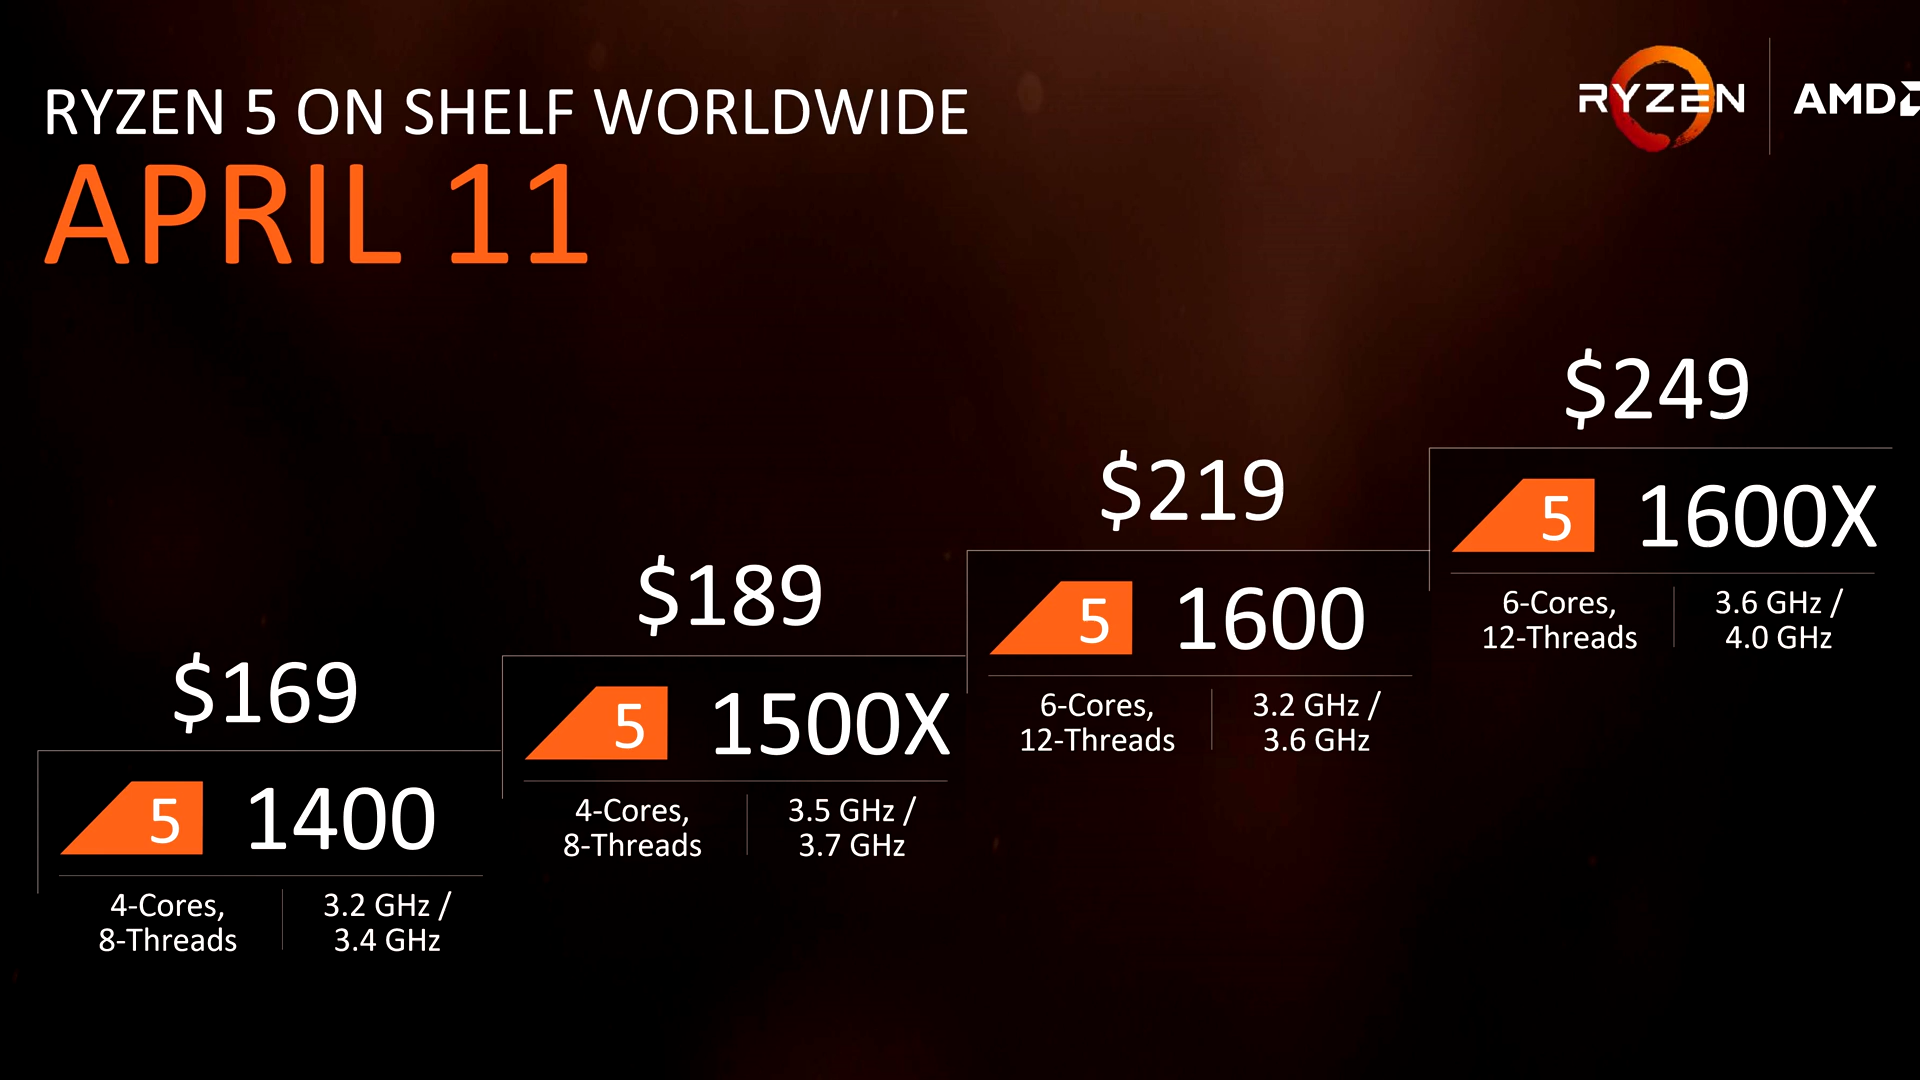 RYZEN 5 ON SHELF WORLDWIDE
APRIL 11
RYZEN
AMD
$169
5 1400
4-Cores,
8-Threads
3.2 GHz /
3.4 GHz
$189
5 1500X
4-Cores,
8-Threads
3.5 GHz /
3.7 GHz
$219
5 1600
6-Cores,
12-Threads
3.2 GHz /
3.6 GHz
$249
5 1600X
6-Cores,
12-Threads
3.6 GHz /
4.0 GHz